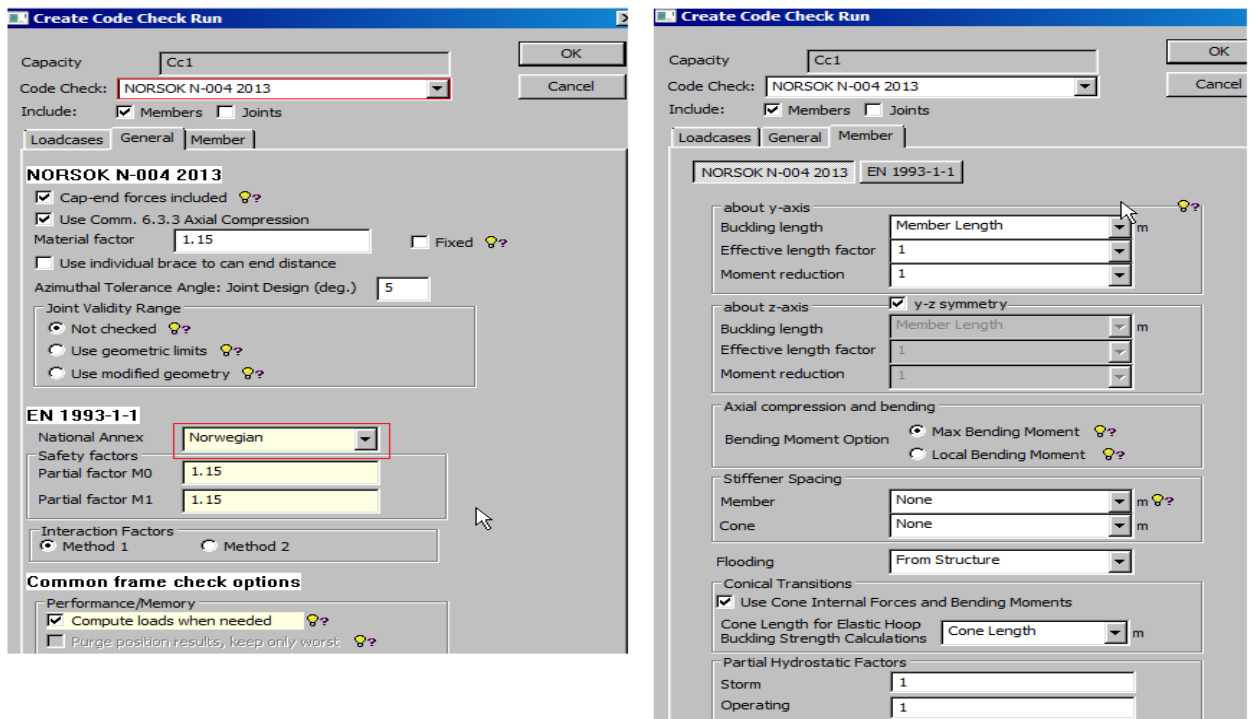 Create Code Check Run
OK
Capacity Cc1
Code Check: NORSOK N-004 2013
Cancel
Include: Members Joints
Loadcases General Member
NORSOK N-004 2013
Cap-end forces included
Use Comm. 6.3.3 Axial Compression
Material factor 1.15 Fixed
Use individual brace to can end distance
Azimuthal Tolerance Angle: Joint Design (deg.) 5
Joint Validity Range
Not checked
Use geometric limits
Use modified geometry
EN 1993-1-1
National Annex Norwegian
Safety factors
Partial factor M0 1.15
Partial factor M1 1.15
Interaction Factors
Method 1 Method 2
Common frame check options
Performance/Memory
Compute loads when needed
Purge position results, keep only worst
Create Code Check Run
OK
Capacity Cc1
Code Check: NORSOK N-004 2013
Cancel
Include: Members Joints
Loadcases General Member
NORSOK N-004 2013 EN 1993-1-1
about y-axis
Buckling length Member Length m
Effective length factor 1
Moment reduction 1
about z-axis y-z symmetry
Buckling length Member Length m
Effective length factor 1
Moment reduction 1
Axial compression and bending
Bending Moment Option Max Bending Moment
Local Bending Moment
Stiffener Spacing
Member None m
Cone None m
Flooding From Structure
Conical Transitions
Use Cone Internal Forces and Bending Moments
Cone Length for Elastic Hoop
Buckling Strength Calculations Cone Length m
Partial Hydrostatic Factors
Storm 1
Operating 1